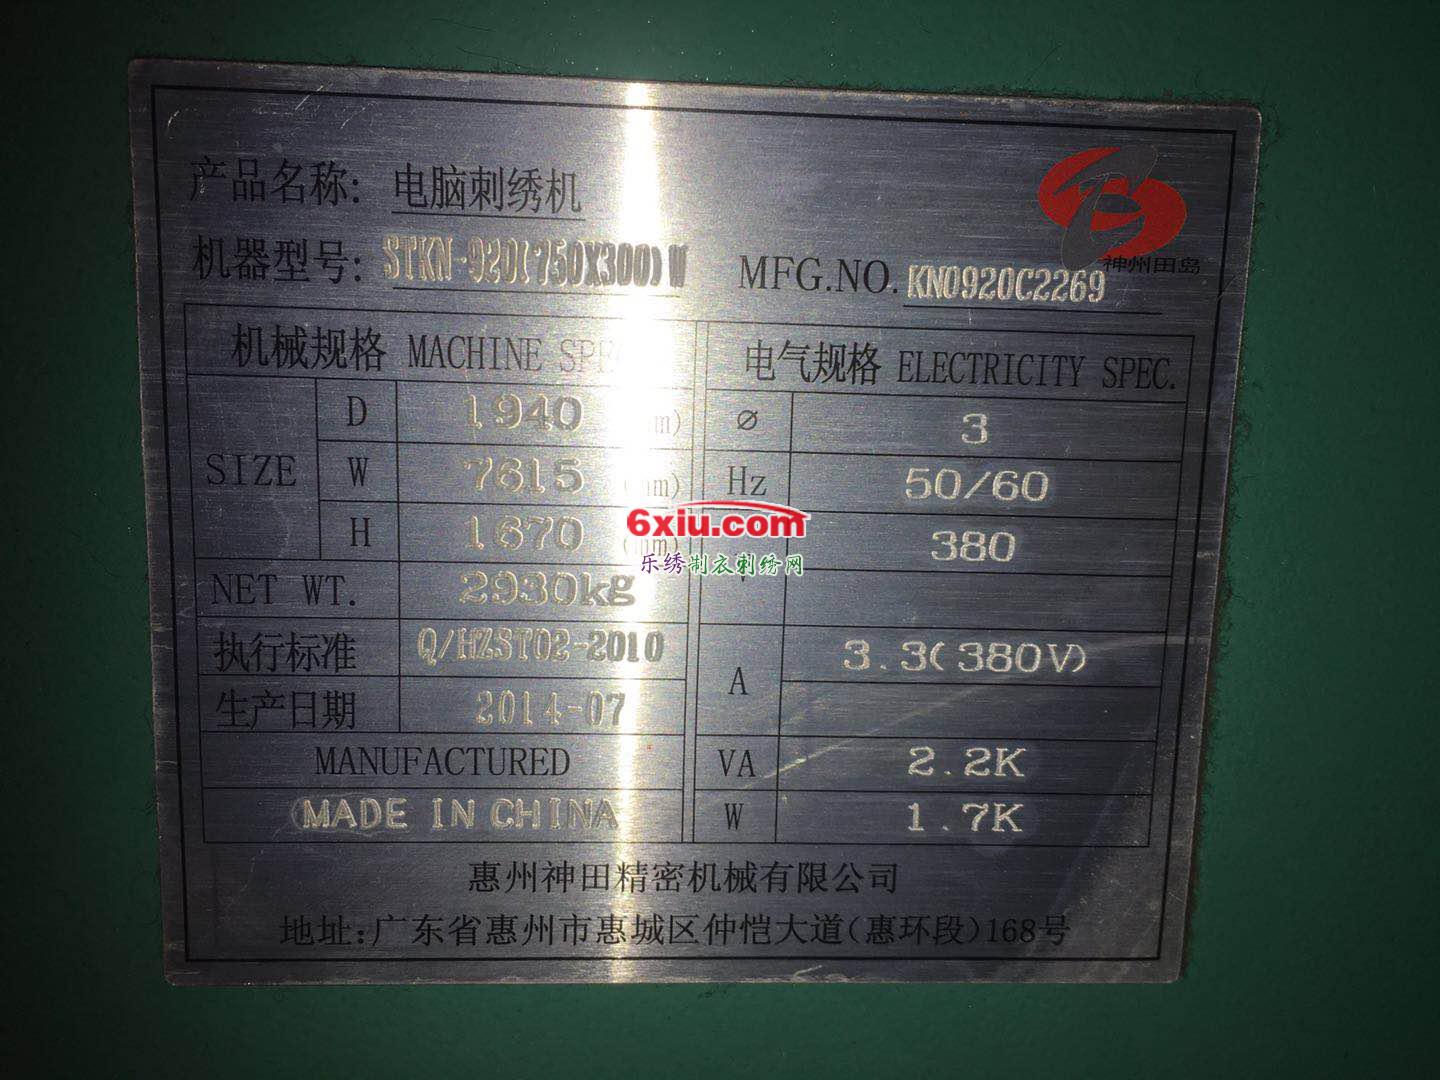 产品名称: 电脑刺绣机
神州田岛
机器型号: STKN-920(750X300)W MFG.NO. KN0920C2269
机械规格 MACHINE SPE
电气规格 ELECTRICITY SPEC.
SIZE D 1940 (mm)
W 7615 (mm)
H 1670 (mm)
NET WT. 2930kg
执行标准 Q/HZST02-2010
生产日期 2014-07
MANUFACTURED
MADE IN CHINA
⌀ 3
Hz 50/60
380
A 3.3(380V)
VA 2.2K
W 1.7K
6xiu.com
乐绣制衣刺绣网
惠州神田精密机械有限公司
地址:广东省惠州市惠城区仲恺大道(惠环段)168号